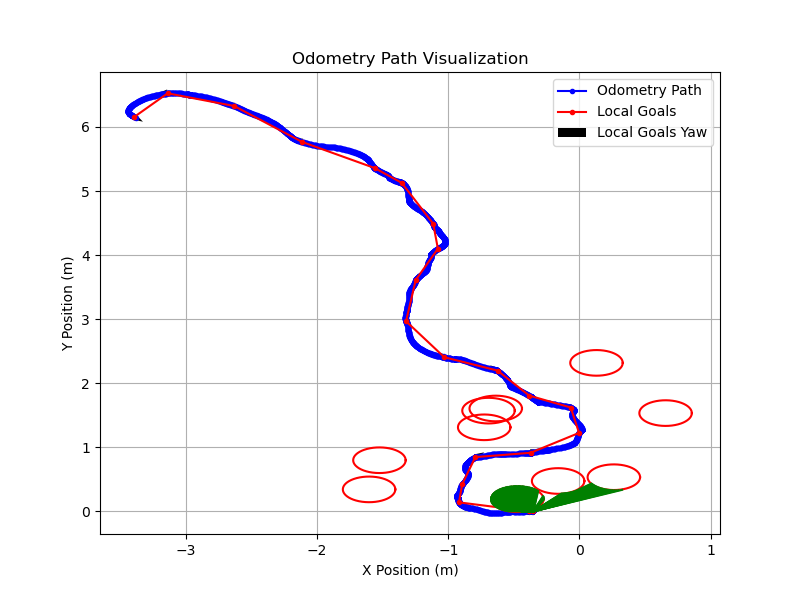 Odometry Path Visualization
Odometry Path
Local Goals
Local Goals Yaw
Y Position (m)
6
5
4
3
2
1
0
−3
−2
−1
0
1
X Position (m)